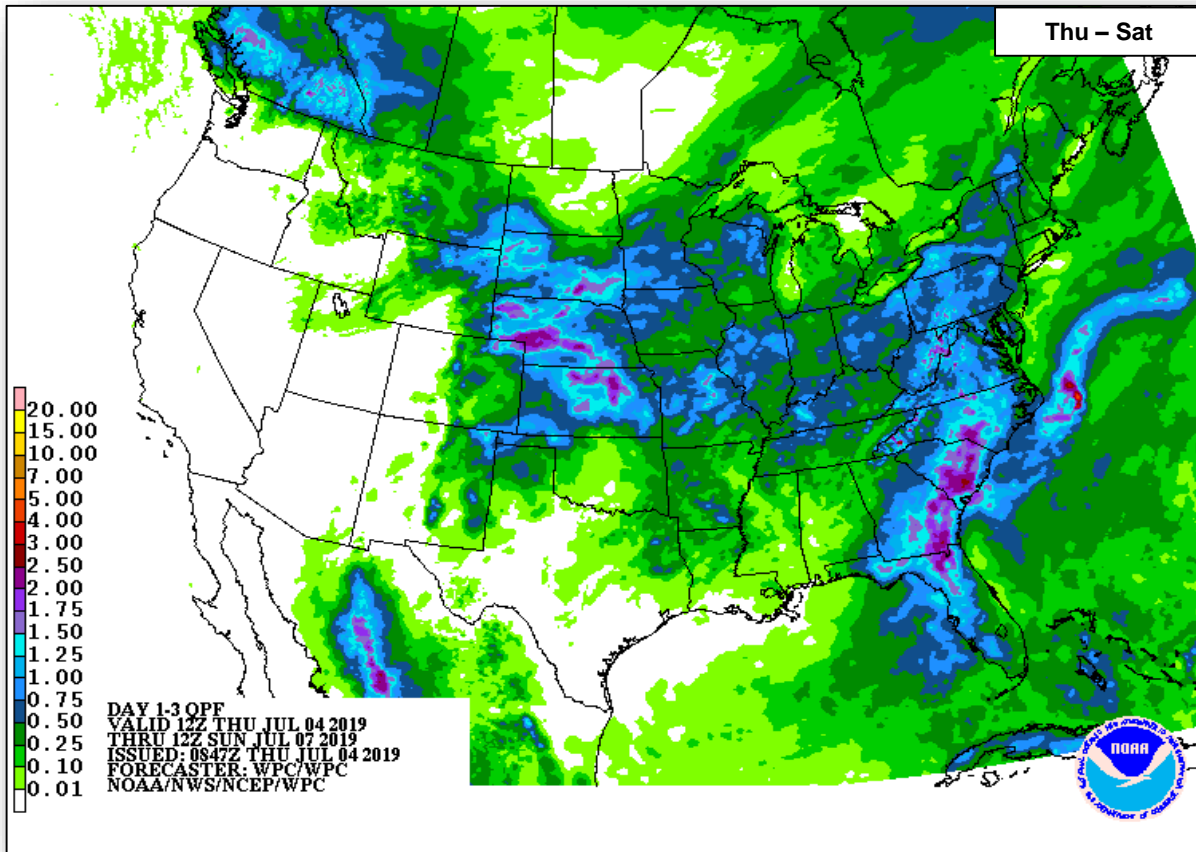 Thu – Sat
20.00
15.00
10.00
7.00
5.00
4.00
3.00
2.50
2.00
1.75
1.50
1.25
1.00
0.75
0.50
0.25
0.10
0.01
DAY 1-3 QPF
VALID 12Z THU JUL 04 2019
THRU 12Z SUN JUL 07 2019
ISSUED: 0847Z THU JUL 04 2019
FORECASTER: WPC/WPC
NOAA/NWS/NCEP/WPC
NOAA